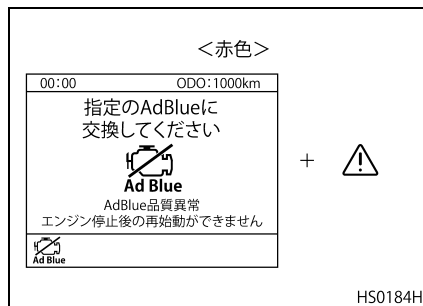 ＜赤色＞
00:00 ODO:1000km
指定のAdBlueに
交換してください
Ad Blue
AdBlue品質異常
エンジン停止後の再始動ができません
Ad Blue
+
HS0184H